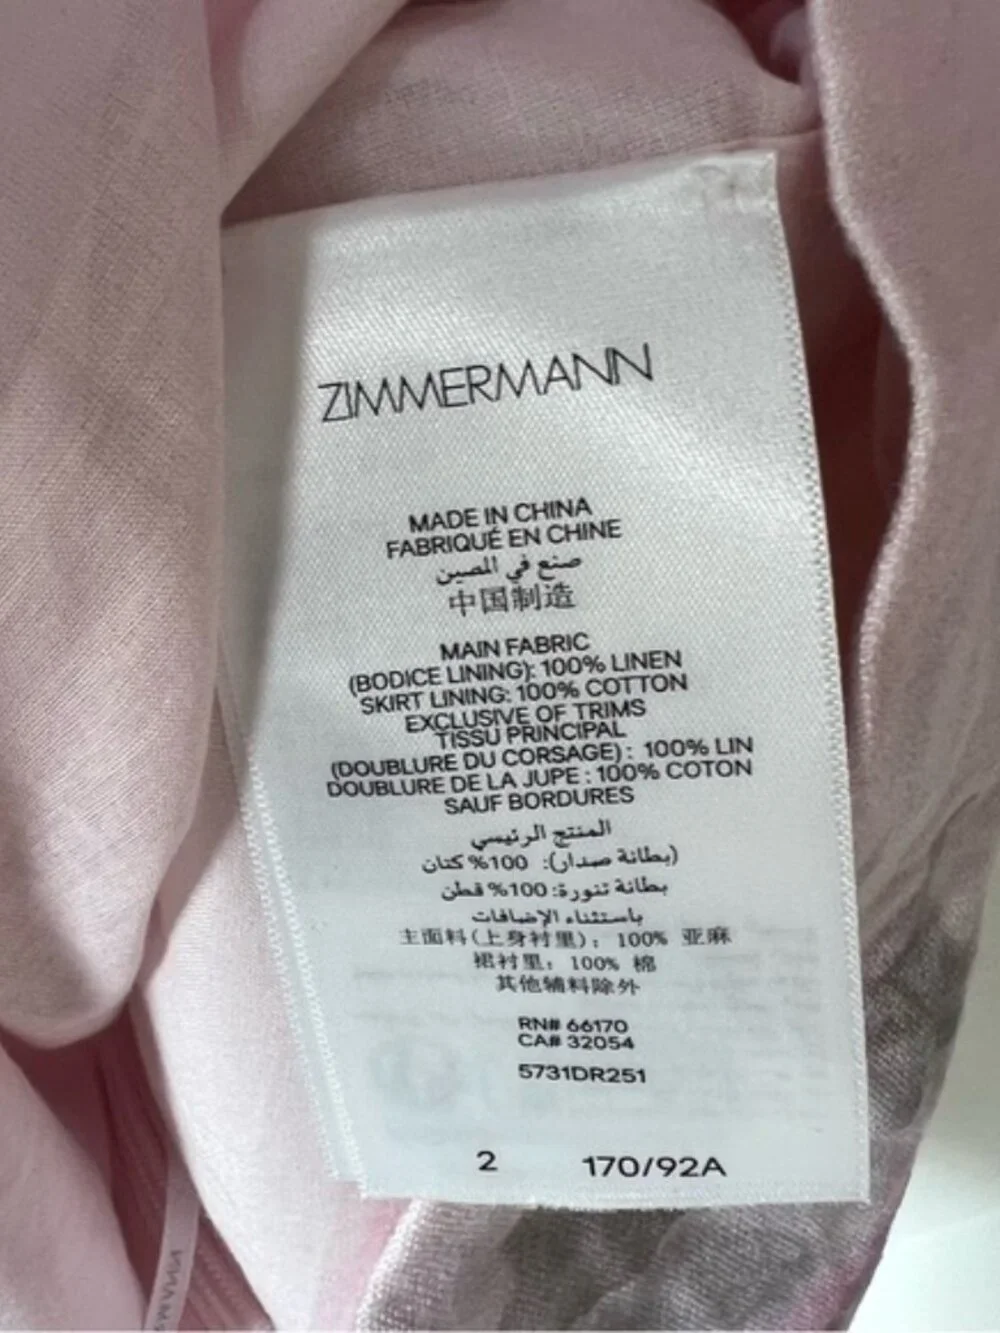 ZIMMERMANN
MADE IN CHINA
FABRIQUÉ EN CHINE
صنع في المصين
中国制造
MAIN FABRIC
(BODICE LINING): 100% LINEN
SKIRT LINING: 100% COTTON
EXCLUSIVE OF TRIMS
TISSU PRINCIPAL
(DOUBLURE DU CORSAGE) : 100% LIN
DOUBLURE DE LA JUPE : 100% COTON
SAUF BORDURES
المنتج الرئيسي
(بطانة صدار): 100% كتان
بطانة تنورة: 100% قطن
باستثناء الإضافات
主面料(上身衬里): 100% 亚麻
裙衬里: 100% 棉
其他辅料除外
RN# 66170
CA# 32054
5731DR251
2 170/92A